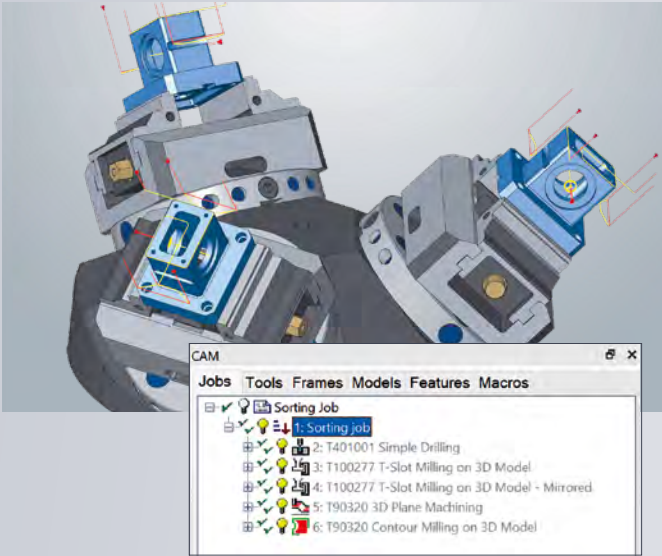 CAM
Jobs Tools Frames Models Features Macros
Sorting Job
1: Sorting job
2: T401001 Simple Drilling
3: T100277 T-Slot Milling on 3D Model
4: T100277 T-Slot Milling on 3D Model - Mirrored
5: T90320 3D Plane Machining
6: T90320 Contour Milling on 3D Model